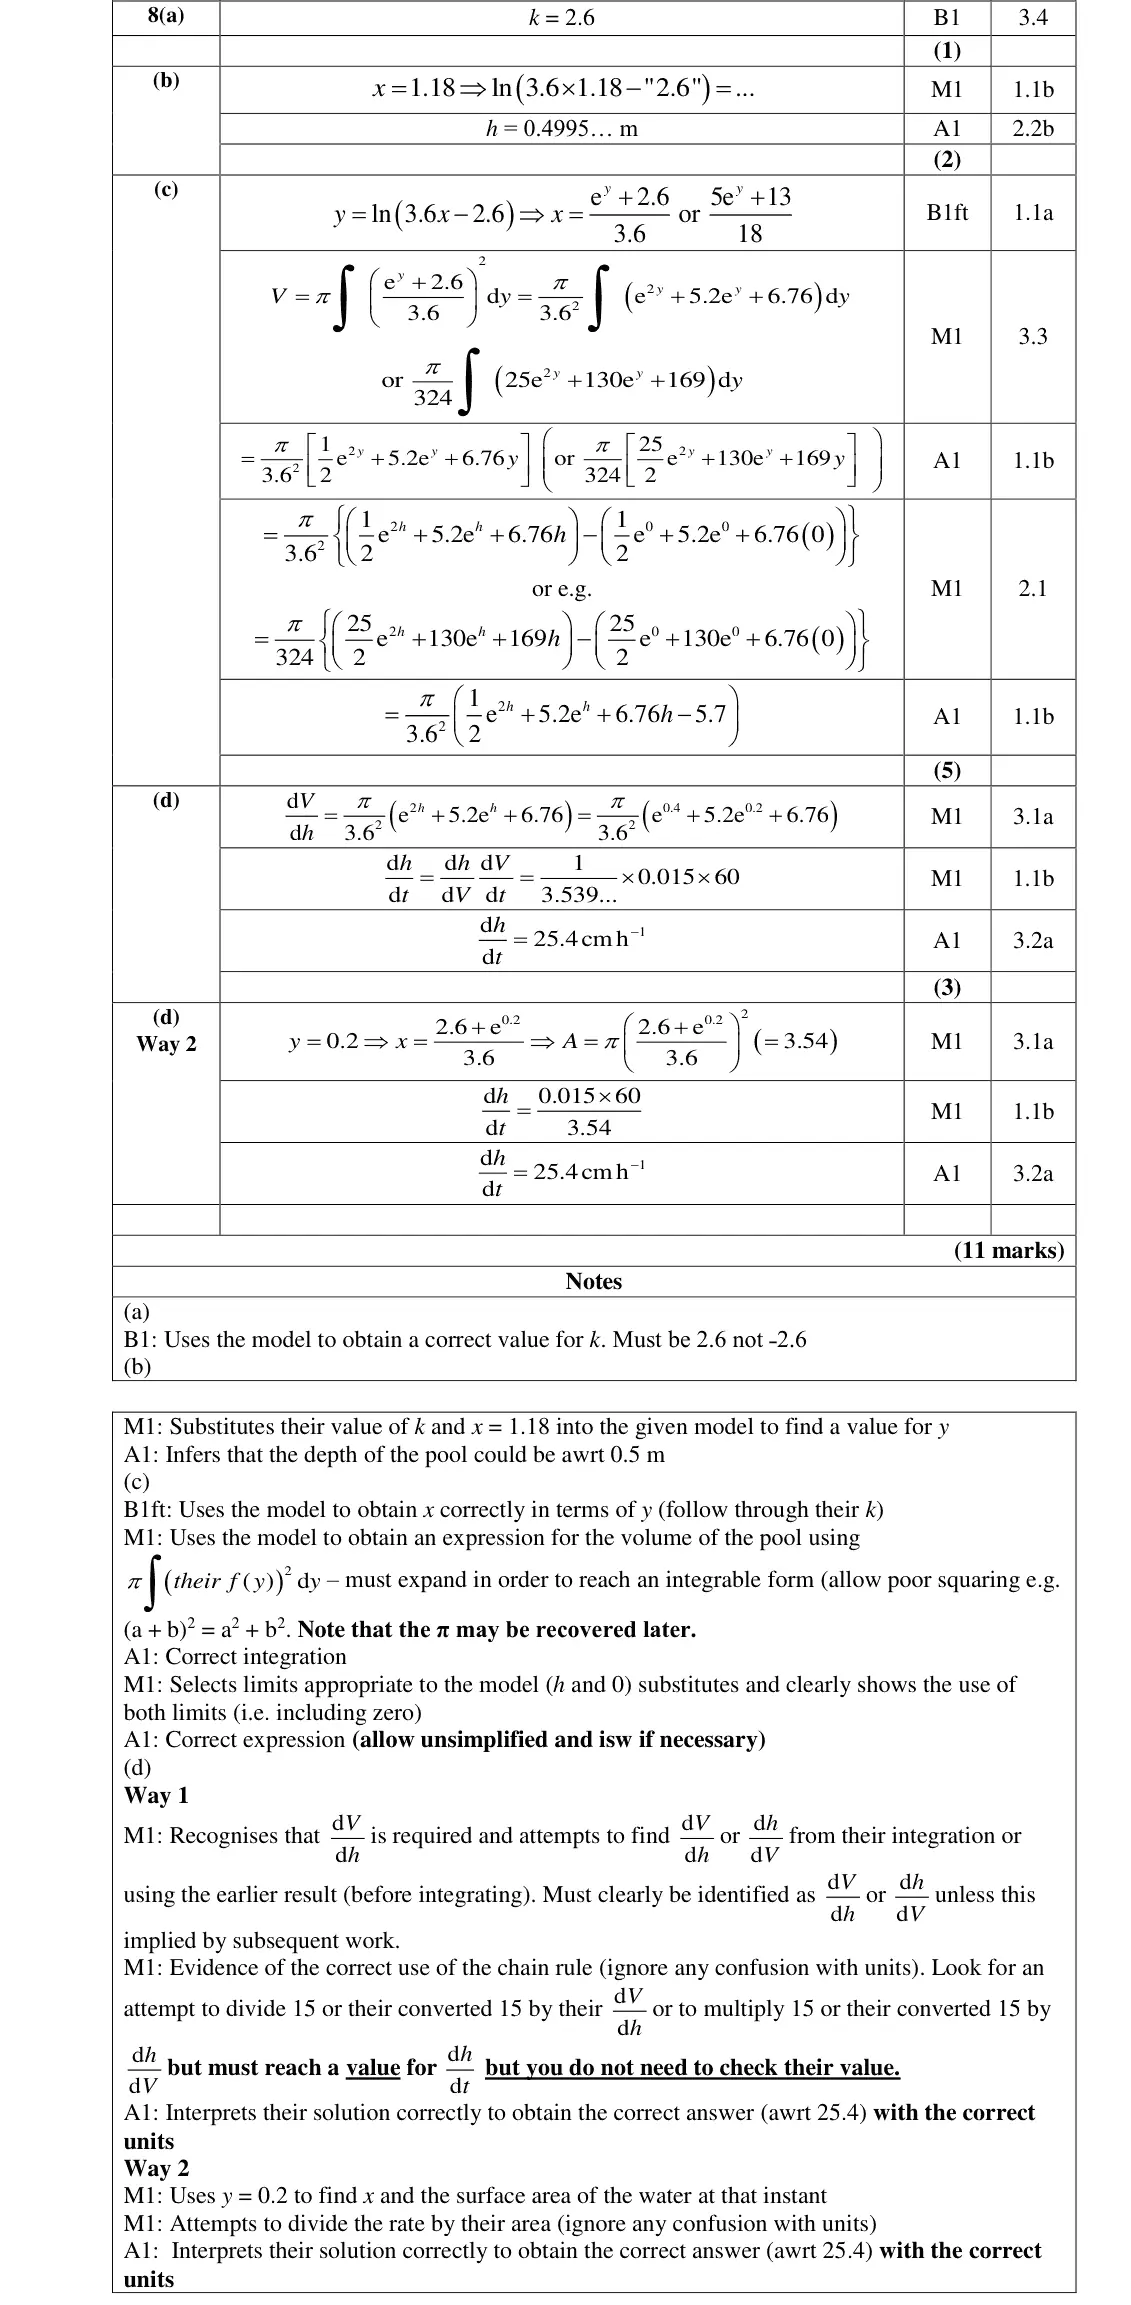 8(a) k = 2.6 B1 3.4
(1)
(b) x = 1.18 ⇒ ln(3.6×1.18 − "2.6") = ... M1 1.1b
h = 0.4995… m A1 2.2b
(2)
(c) y = ln(3.6x − 2.6) ⇒ x = (e^y + 2.6)/3.6 or (5e^y + 13)/18 B1ft 1.1a
V = π∫((e^y + 2.6)/3.6)^2 dy = π/3.6^2 ∫(e^{2y} + 5.2e^y + 6.76)dy
or π/324 ∫(25e^{2y} + 130e^y + 169)dy M1 3.3
= π/3.6^2 [1/2 e^{2y} + 5.2e^y + 6.76y] (or π/324 [25/2 e^{2y} + 130e^y + 169y]) A1 1.1b
= π/3.6^2 {(1/2 e^{2h} + 5.2e^h + 6.76h) − (1/2 e^0 + 5.2e^0 + 6.76(0))}
or e.g.
= π/324 {(25/2 e^{2h} + 130e^h + 169h) − (25/2 e^0 + 130e^0 + 6.76(0))} M1 2.1
= π/3.6^2 (1/2 e^{2h} + 5.2e^h + 6.76h − 5.7) A1 1.1b
(5)
(d) dV/dh = π/3.6^2 (e^{2h} + 5.2e^h + 6.76) = π/3.6^2 (e^{0.4} + 5.2e^{0.2} + 6.76) M1 3.1a
dh/dt = dh/dV dV/dt = 1/3.539... × 0.015 × 60 M1 1.1b
dh/dt = 25.4 cm h^{−1} A1 3.2a
(3)
(d)
Way 2 y = 0.2 ⇒ x = (2.6 + e^{0.2})/3.6 ⇒ A = π((2.6 + e^{0.2})/3.6)^2 (= 3.54) M1 3.1a
dh/dt = (0.015 × 60)/3.54 M1 1.1b
dh/dt = 25.4 cm h^{−1} A1 3.2a
(11 marks)
Notes
(a)
B1: Uses the model to obtain a correct value for k. Must be 2.6 not -2.6
(b)
M1: Substitutes their value of k and x = 1.18 into the given model to find a value for y
A1: Infers that the depth of the pool could be awrt 0.5 m
(c)
B1ft: Uses the model to obtain x correctly in terms of y (follow through their k)
M1: Uses the model to obtain an expression for the volume of the pool using
π∫(their f(y))^2 dy – must expand in order to reach an integrable form (allow poor squaring e.g.
(a + b)² = a² + b². Note that the π may be recovered later.
A1: Correct integration
M1: Selects limits appropriate to the model (h and 0) substitutes and clearly shows the use of
both limits (i.e. including zero)
A1: Correct expression (allow unsimplified and isw if necessary)
(d)
Way 1
M1: Recognises that dV/dh is required and attempts to find dV/dh or dh/dV from their integration or
using the earlier result (before integrating). Must clearly be identified as dV/dh or dh/dV unless this
implied by subsequent work.
M1: Evidence of the correct use of the chain rule (ignore any confusion with units). Look for an
attempt to divide 15 or their converted 15 by their dV/dh or to multiply 15 or their converted 15 by
dh/dV but must reach a value for dh/dt but you do not need to check their value.
A1: Interprets their solution correctly to obtain the correct answer (awrt 25.4) with the correct
units
Way 2
M1: Uses y = 0.2 to find x and the surface area of the water at that instant
M1: Attempts to divide the rate by their area (ignore any confusion with units)
A1: Interprets their solution correctly to obtain the correct answer (awrt 25.4) with the correct
units